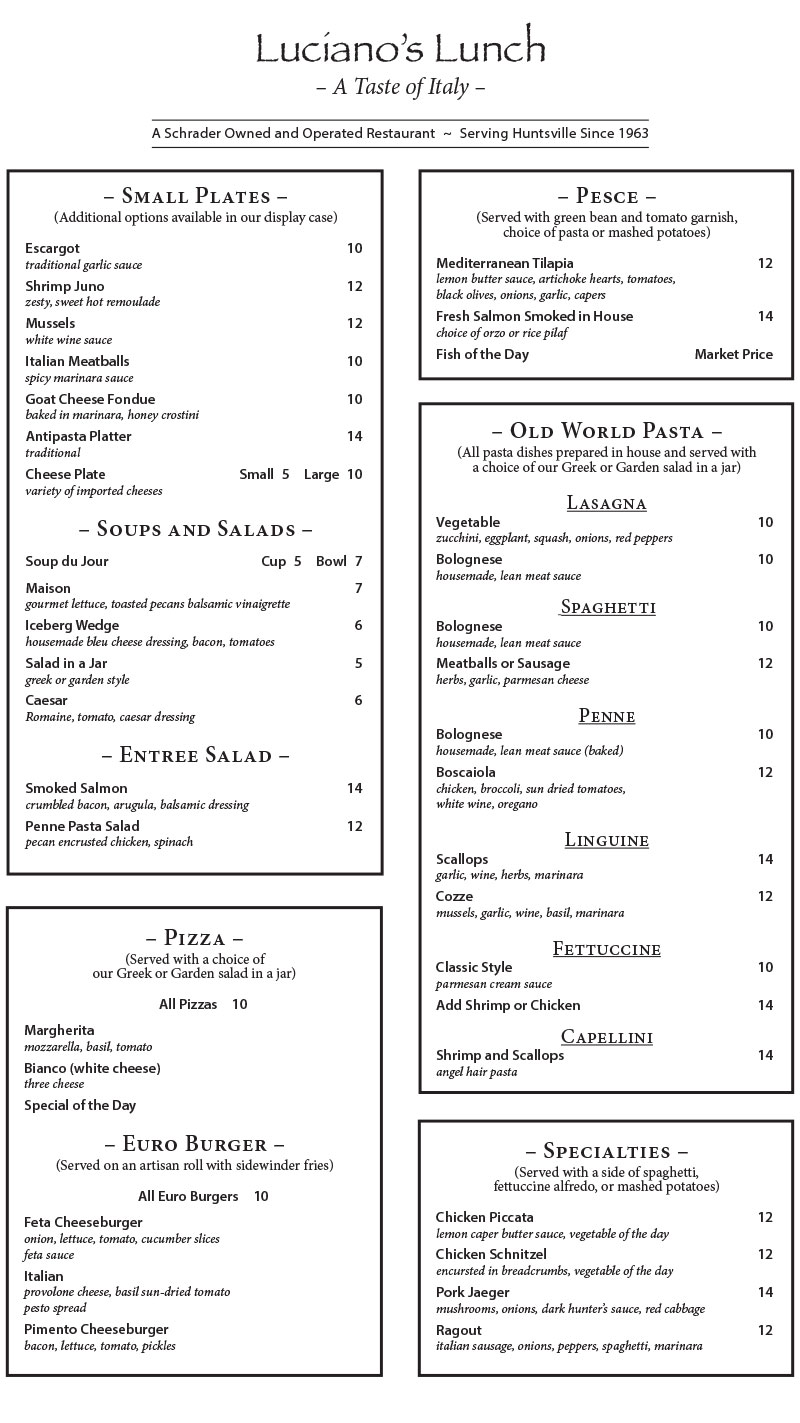 Luciano's Lunch
– A Taste of Italy –
A Schrader Owned and Operated Restaurant ~ Serving Huntsville Since 1963
– Small Plates –
(Additional options available in our display case)
Escargot 10
traditional garlic sauce
Shrimp Juno 12
zesty, sweet hot remoulade
Mussels 12
white wine sauce
Italian Meatballs 10
spicy marinara sauce
Goat Cheese Fondue 10
baked in marinara, honey crostini
Antipasta Platter 14
traditional
Cheese Plate Small 5 Large 10
variety of imported cheeses
– Soups and Salads –
Soup du Jour Cup 5 Bowl 7
Maison 7
gourmet lettuce, toasted pecans balsamic vinaigrette
Iceberg Wedge 6
housemade bleu cheese dressing, bacon, tomatoes
Salad in a Jar 5
greek or garden style
Caesar 6
Romaine, tomato, caesar dressing
– Entree Salad –
Smoked Salmon 14
crumbled bacon, arugula, balsamic dressing
Penne Pasta Salad 12
pecan encrusted chicken, spinach
– Pizza –
(Served with a choice of
our Greek or Garden salad in a jar)
All Pizzas 10
Margherita
mozzarella, basil, tomato
Bianco (white cheese)
three cheese
Special of the Day
– Euro Burger –
(Served on an artisan roll with sidewinder fries)
All Euro Burgers 10
Feta Cheeseburger
onion, lettuce, tomato, cucumber slices
feta sauce
Italian
provolone cheese, basil sun-dried tomato
pesto spread
Pimento Cheeseburger
bacon, lettuce, tomato, pickles
– Pesce –
(Served with green bean and tomato garnish,
choice of pasta or mashed potatoes)
Mediterranean Tilapia 12
lemon butter sauce, artichoke hearts, tomatoes,
black olives, onions, garlic, capers
Fresh Salmon Smoked in House 14
choice of orzo or rice pilaf
Fish of the Day Market Price
– Old World Pasta –
(All pasta dishes prepared in house and served with
a choice of our Greek or Garden salad in a jar)
Lasagna
Vegetable 10
zucchini, eggplant, squash, onions, red peppers
Bolognese 10
housemade, lean meat sauce
Spaghetti
Bolognese 10
housemade, lean meat sauce
Meatballs or Sausage 12
herbs, garlic, parmesan cheese
Penne
Bolognese 10
housemade, lean meat sauce (baked)
Boscaiola 12
chicken, broccoli, sun dried tomatoes,
white wine, oregano
Linguine
Scallops 14
garlic, wine, herbs, marinara
Cozze 12
mussels, garlic, wine, basil, marinara
Fettuccine
Classic Style 10
parmesan cream sauce
Add Shrimp or Chicken 14
Capellini
Shrimp and Scallops 14
angel hair pasta
– Specialties –
(Served with a side of spaghetti,
fettuccine alfredo, or mashed potatoes)
Chicken Piccata 12
lemon caper butter sauce, vegetable of the day
Chicken Schnitzel 12
encursted in breadcrumbs, vegetable of the day
Pork Jaeger 14
mushrooms, onions, dark hunter's sauce, red cabbage
Ragout 12
italian sausage, onions, peppers, spaghetti, marinara